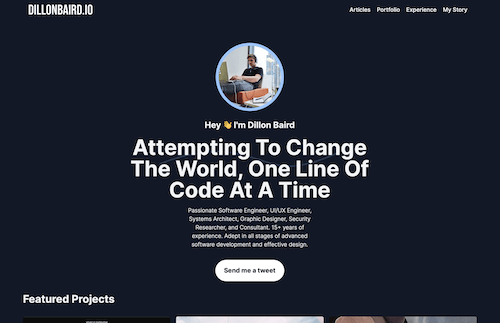 DILLONBAIRD.IO
Articles Portfolio Experience My Story
Hey 👋 I'm Dillon Baird
Attempting To Change
The World, One Line Of
Code At A Time
Passionate Software Engineer, UI/UX Engineer,
Systems Architect, Graphic Designer, Security
Researcher, and Consultant. 15+ years of
experience. Adept in all stages of advanced
software development and effective design.
Send me a tweet
Featured Projects